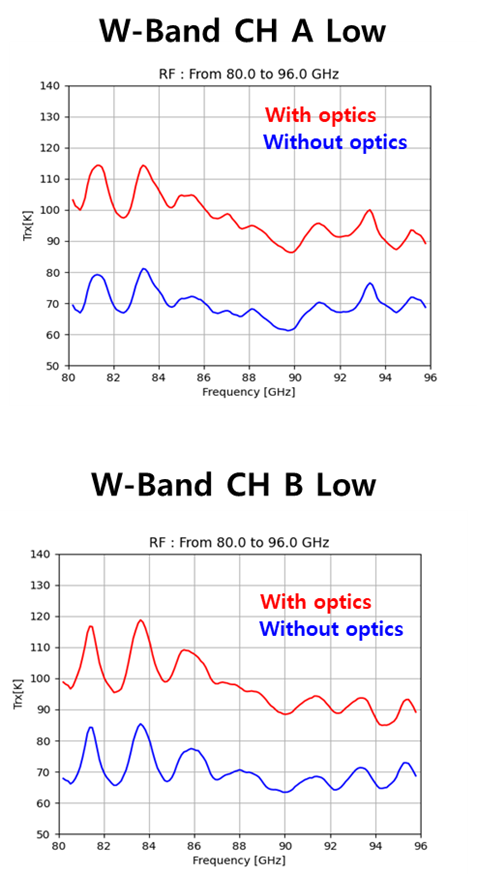 W-Band CH A Low
RF : From 80.0 to 96.0 GHz
140
With optics
130
Without optics
120
110
100
Trx[K]
90
80
70
60
50
80 82 84 86 88 90 92 94 96
Frequency [GHz]
W-Band CH B Low
RF : From 80.0 to 96.0 GHz
140
130
With optics
120
Without optics
110
100
Trx[K]
90
80
70
60
50
80 82 84 86 88 90 92 94 96
Frequency [GHz]